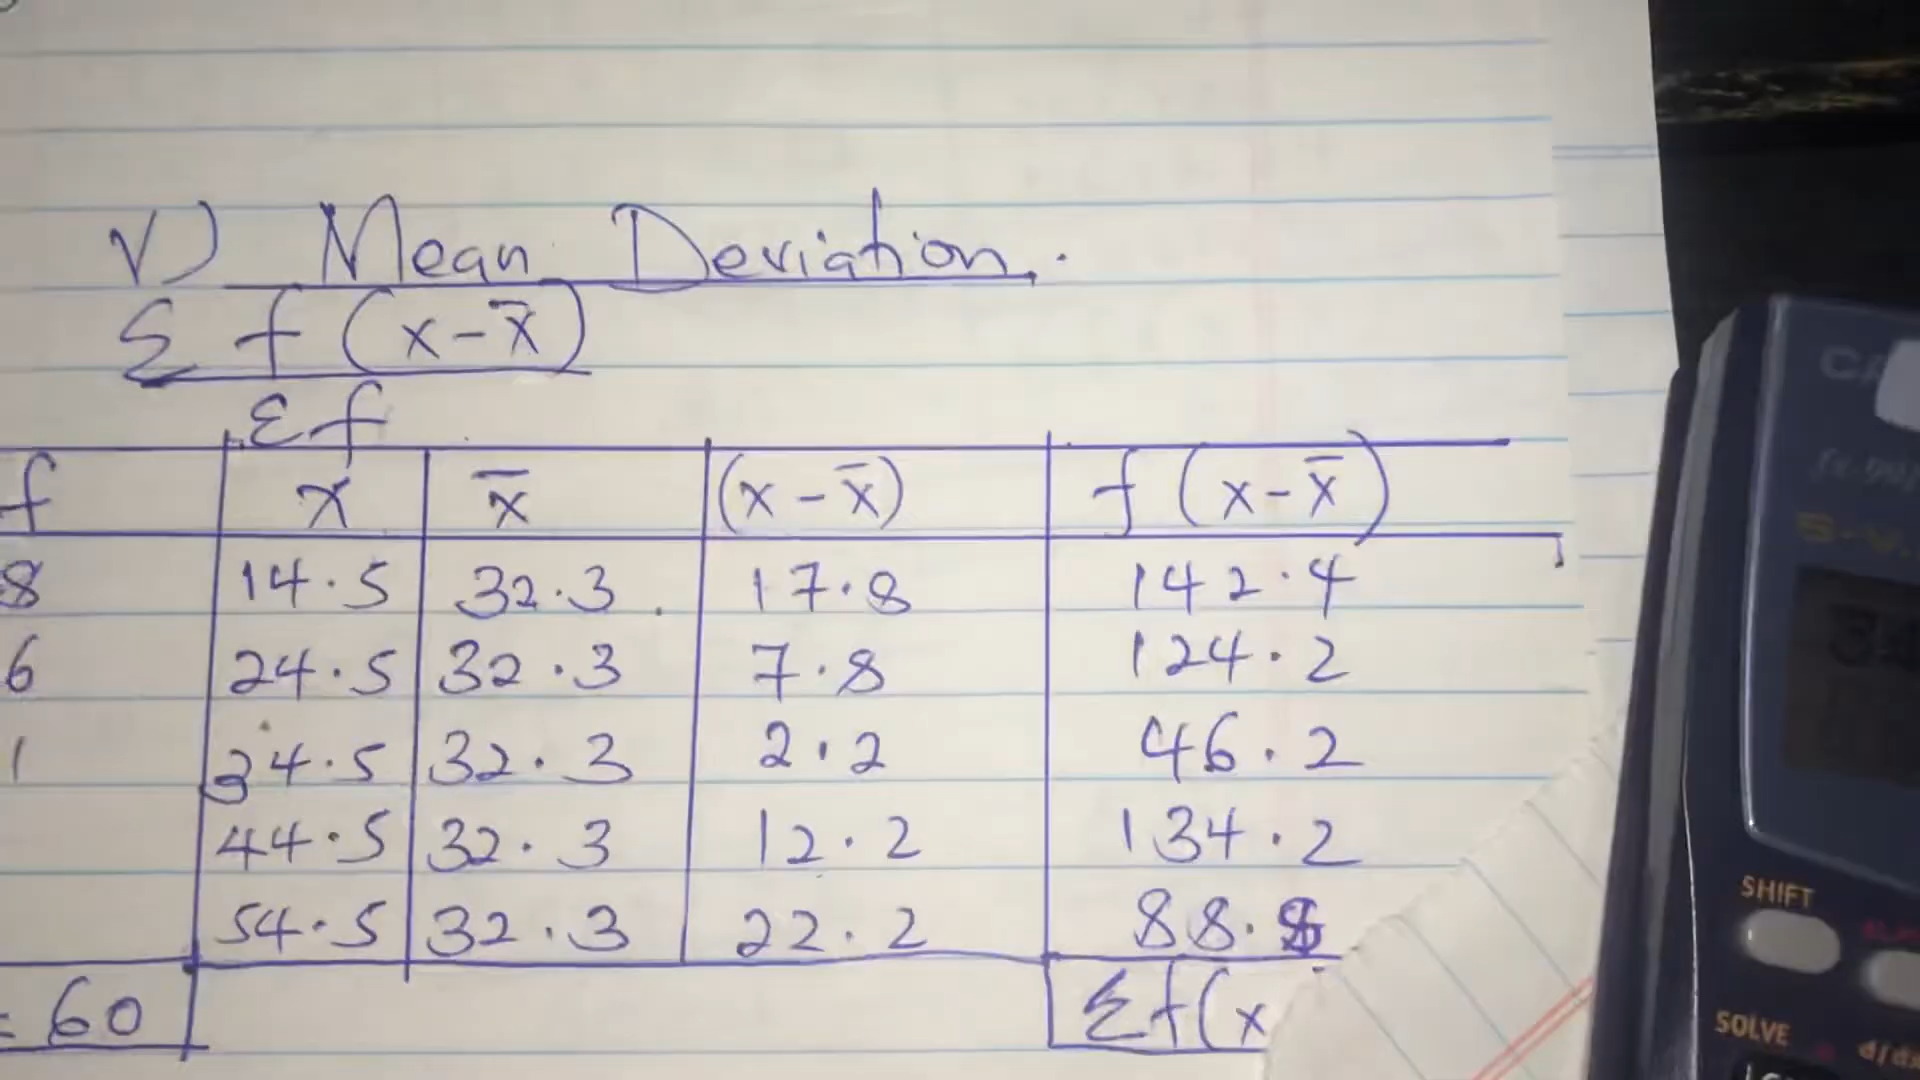 V) Mean Deviation.
Σ f (x - x̄)
Σf
f x x̄ (x - x̄) f (x - x̄)
8 14.5 32.3 17.8 142.4
6 24.5 32.3 7.8 124.2
1 34.5 32.3 2.2 46.2
44.5 32.3 12.2 134.2
54.5 32.3 22.2 88.8
= 60 Σf(x
SHIFT
SOLVE